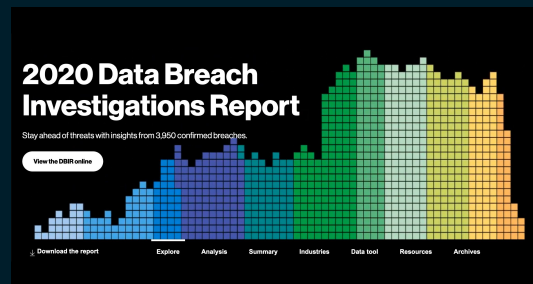 2020 Data Breach
Investigations Report
Stay ahead of threats with insights from 3,950 confirmed breaches.
View the DBIR online
Download the report
Explore
Analysis
Summary
Industries
Data tool
Resources
Archives